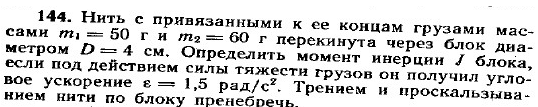 144. Нить с привязанными к ее концам грузами мас-
сами m₁ = 50 г и m₂ = 60 г перекинута через блок диа-
метром D = 4 см. Определить момент инерции J блока,
если под действием силы тяжести грузов он получил угло-
вое ускорение ε = 1,5 рад/с². Трением и проскальзыва-
нием нити по блоку пренебречь.